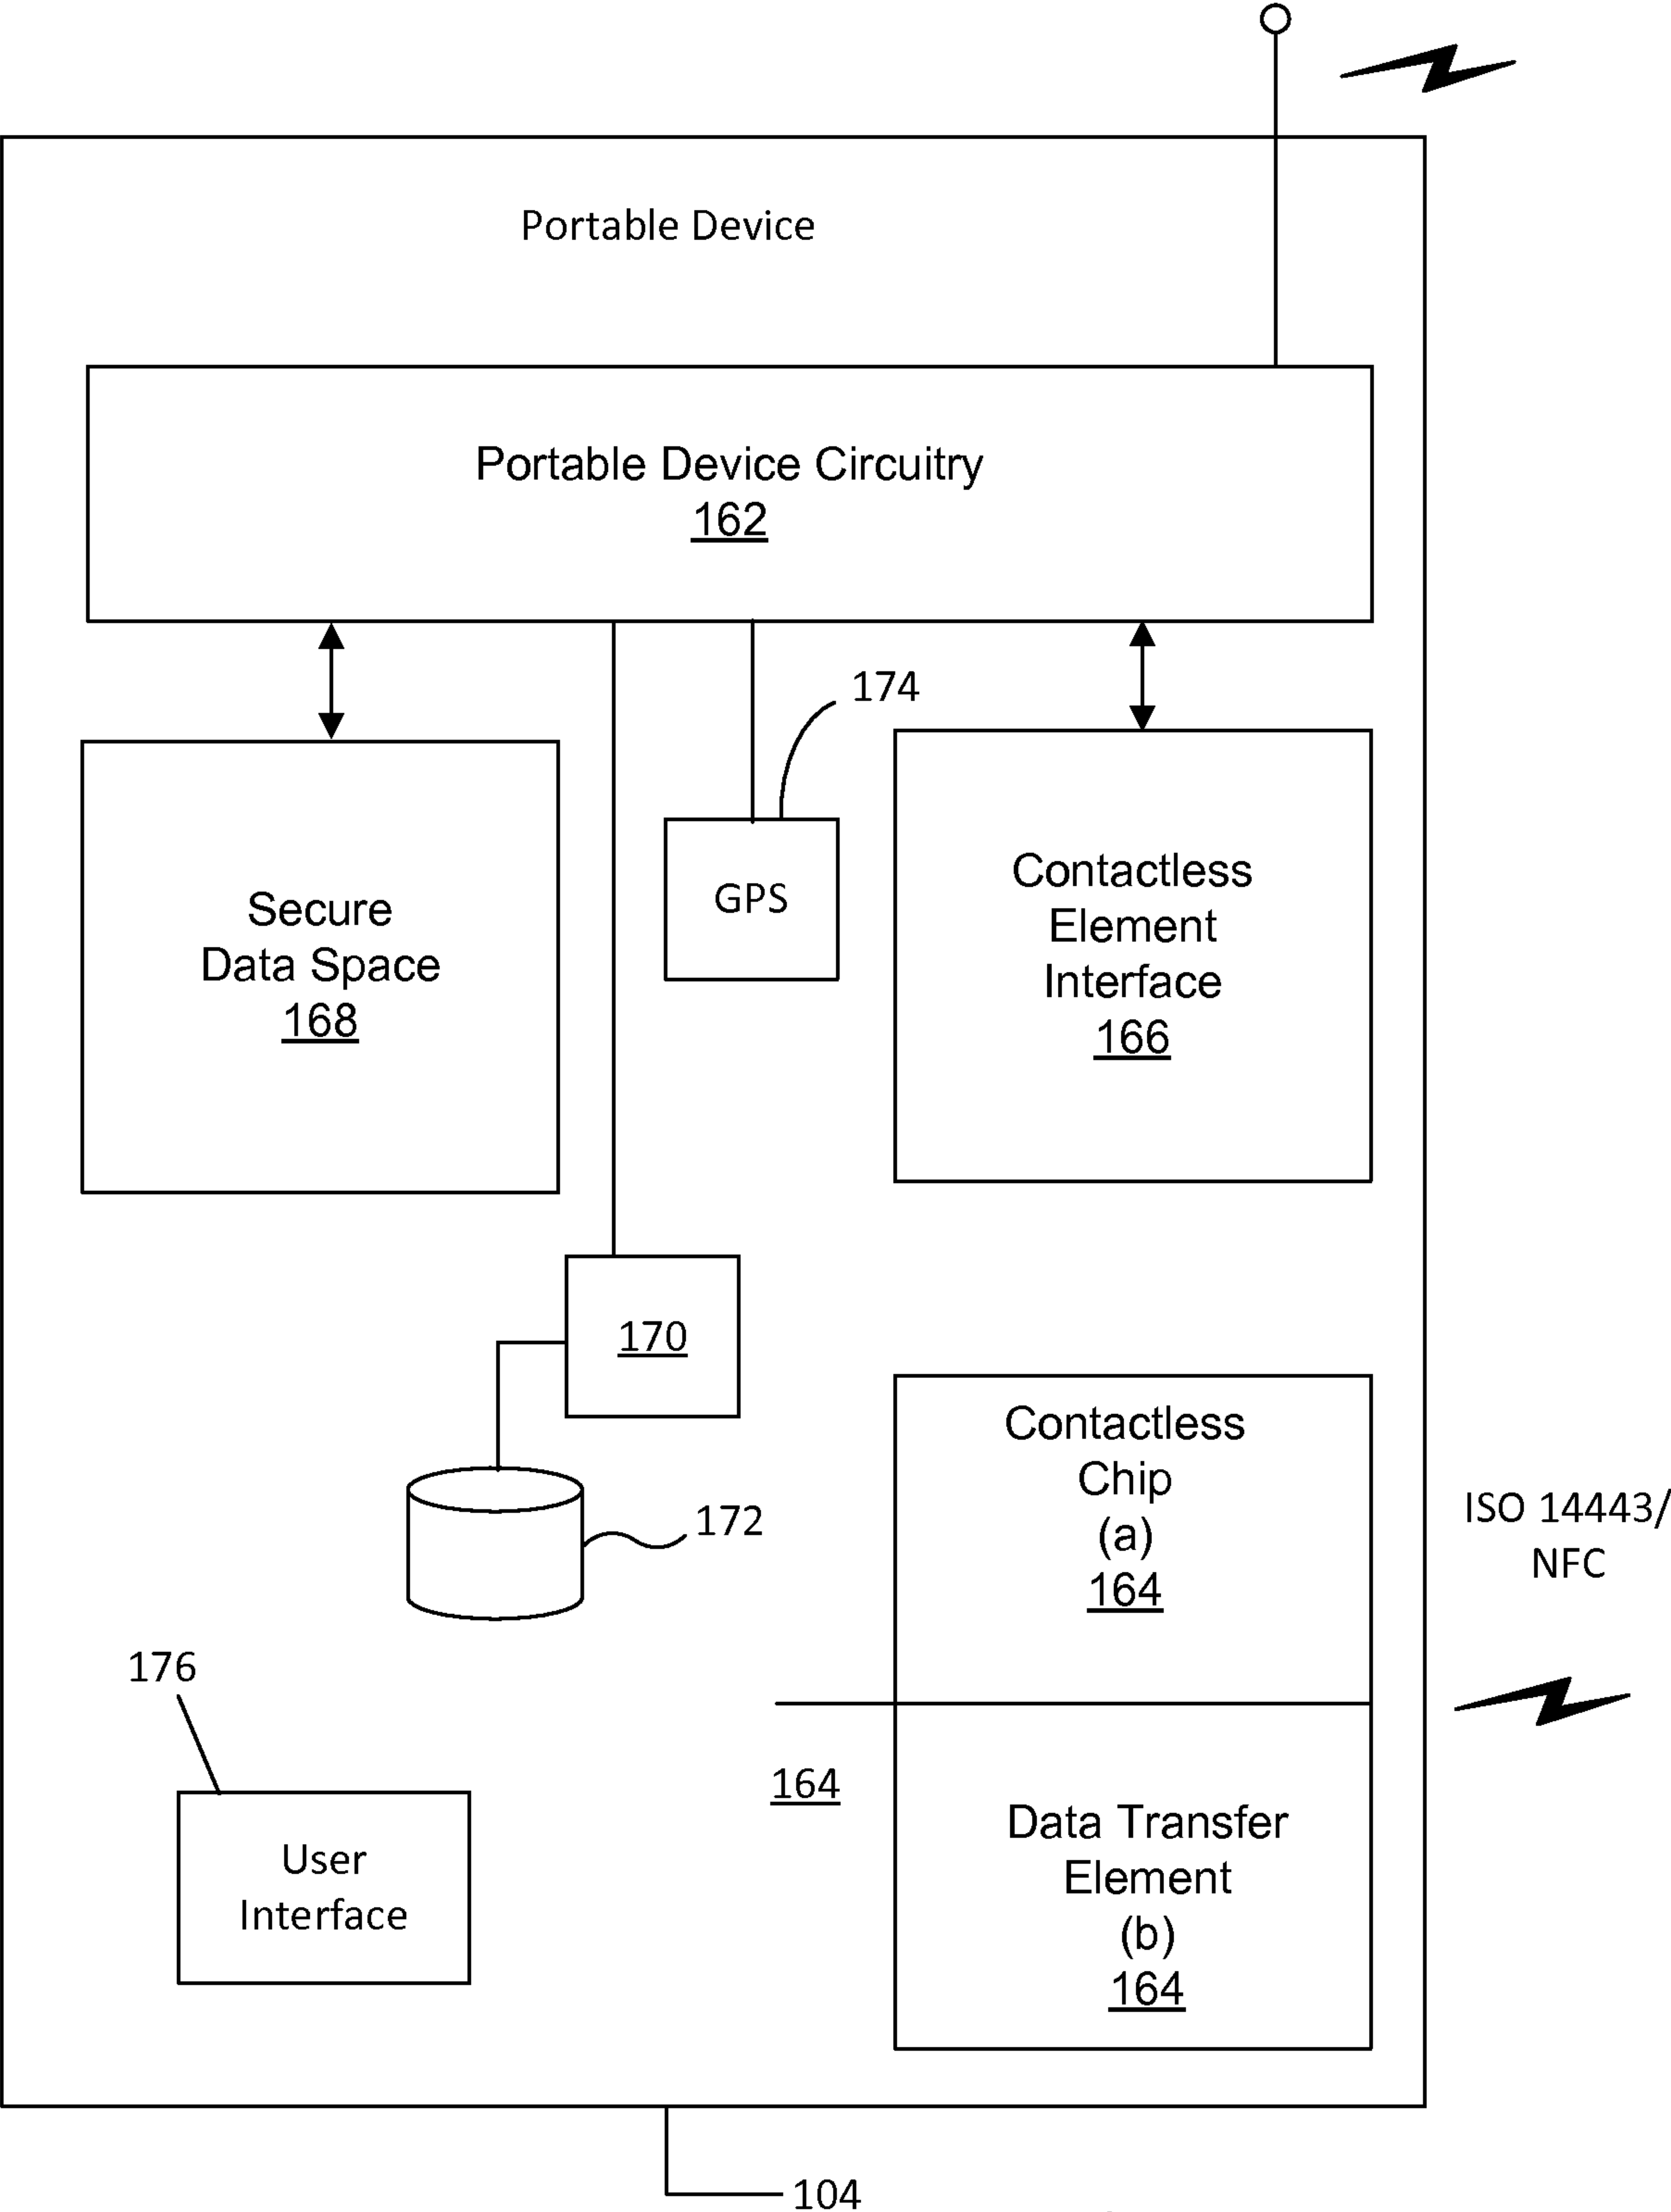 Portable Device
Portable Device Circuitry
162
174
Secure
Data Space
168
GPS
Contactless
Element
Interface
166
170
172
Contactless
Chip
(a)
164
ISO 14443/
NFC
176
User
Interface
164
Data Transfer
Element
(b)
164
104